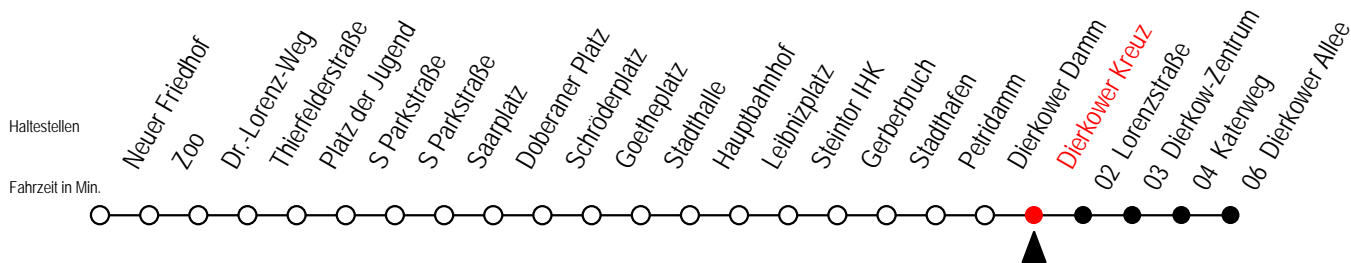 Haltestellen
Neuer Friedhof
Zoo
Dr.-Lorenz-Weg
Thierfelderstraße
Platz der Jugend
S Parkstraße
S Parkstraße
Saarplatz
Doberaner Platz
Schröderplatz
Goetheplatz
Stadthalle
Hauptbahnhof
Leibnizplatz
Steintor IHK
Gerberbruch
Stadthafen
Petridamm
Dierkower Damm
Dierkower Kreuz
02 Lorenzstraße
03 Dierkow-Zentrum
04 Katenweg
06 Dierkower Allee
Fahrzeit in Min.